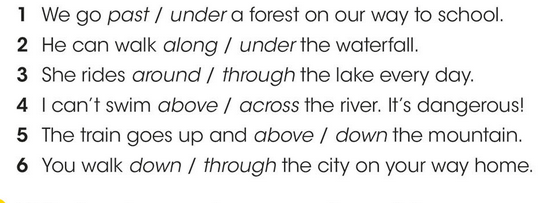 1 We go past / under a forest on our way to school.
2 He can walk along / under the waterfall.
3 She rides around / through the lake every day.
4 I can't swim above / across the river. It's dangerous!
5 The train goes up and above / down the mountain.
6 You walk down / through the city on your way home.